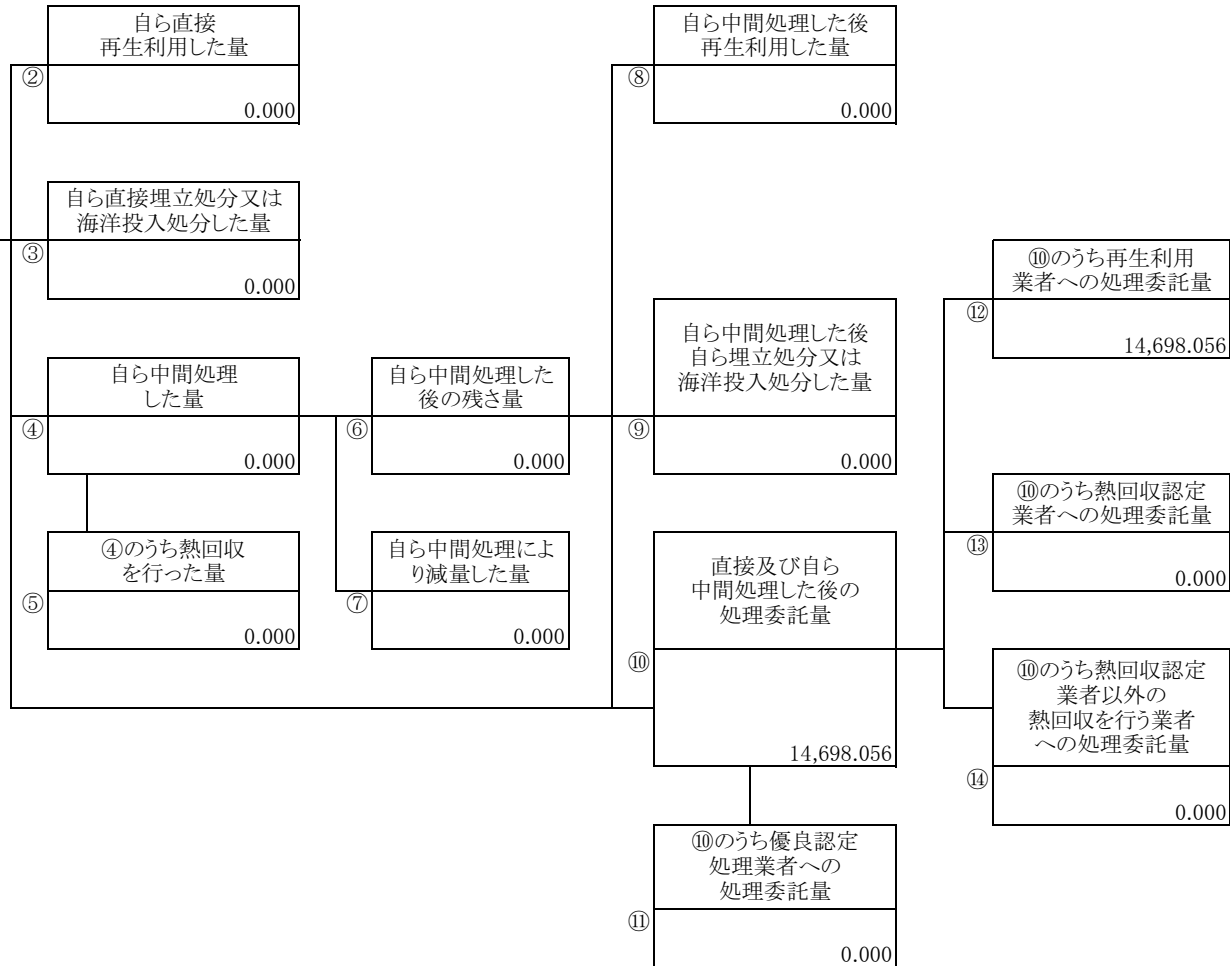 自ら直接
再生利用した量
②
0.000
自ら中間処理した後
再生利用した量
⑧
0.000
自ら直接埋立処分又は
海洋投入処分した量
③
0.000
⑩のうち再生利用
業者への処理委託量
⑫
14,698.056
自ら中間処理
した量
④
0.000
自ら中間処理した
後の残さ量
⑥
0.000
自ら中間処理した後
自ら埋立処分又は
海洋投入処分した量
⑨
0.000
⑩のうち熱回収認定
業者への処理委託量
⑬
0.000
④のうち熱回収
を行った量
⑤
0.000
自ら中間処理によ
り減量した量
⑦
0.000
直接及び自ら
中間処理した後の
処理委託量
⑩
14,698.056
⑩のうち熱回収認定
業者以外の
熱回収を行う業者
への処理委託量
⑭
0.000
⑩のうち優良認定
処理業者への
処理委託量
⑪
0.000